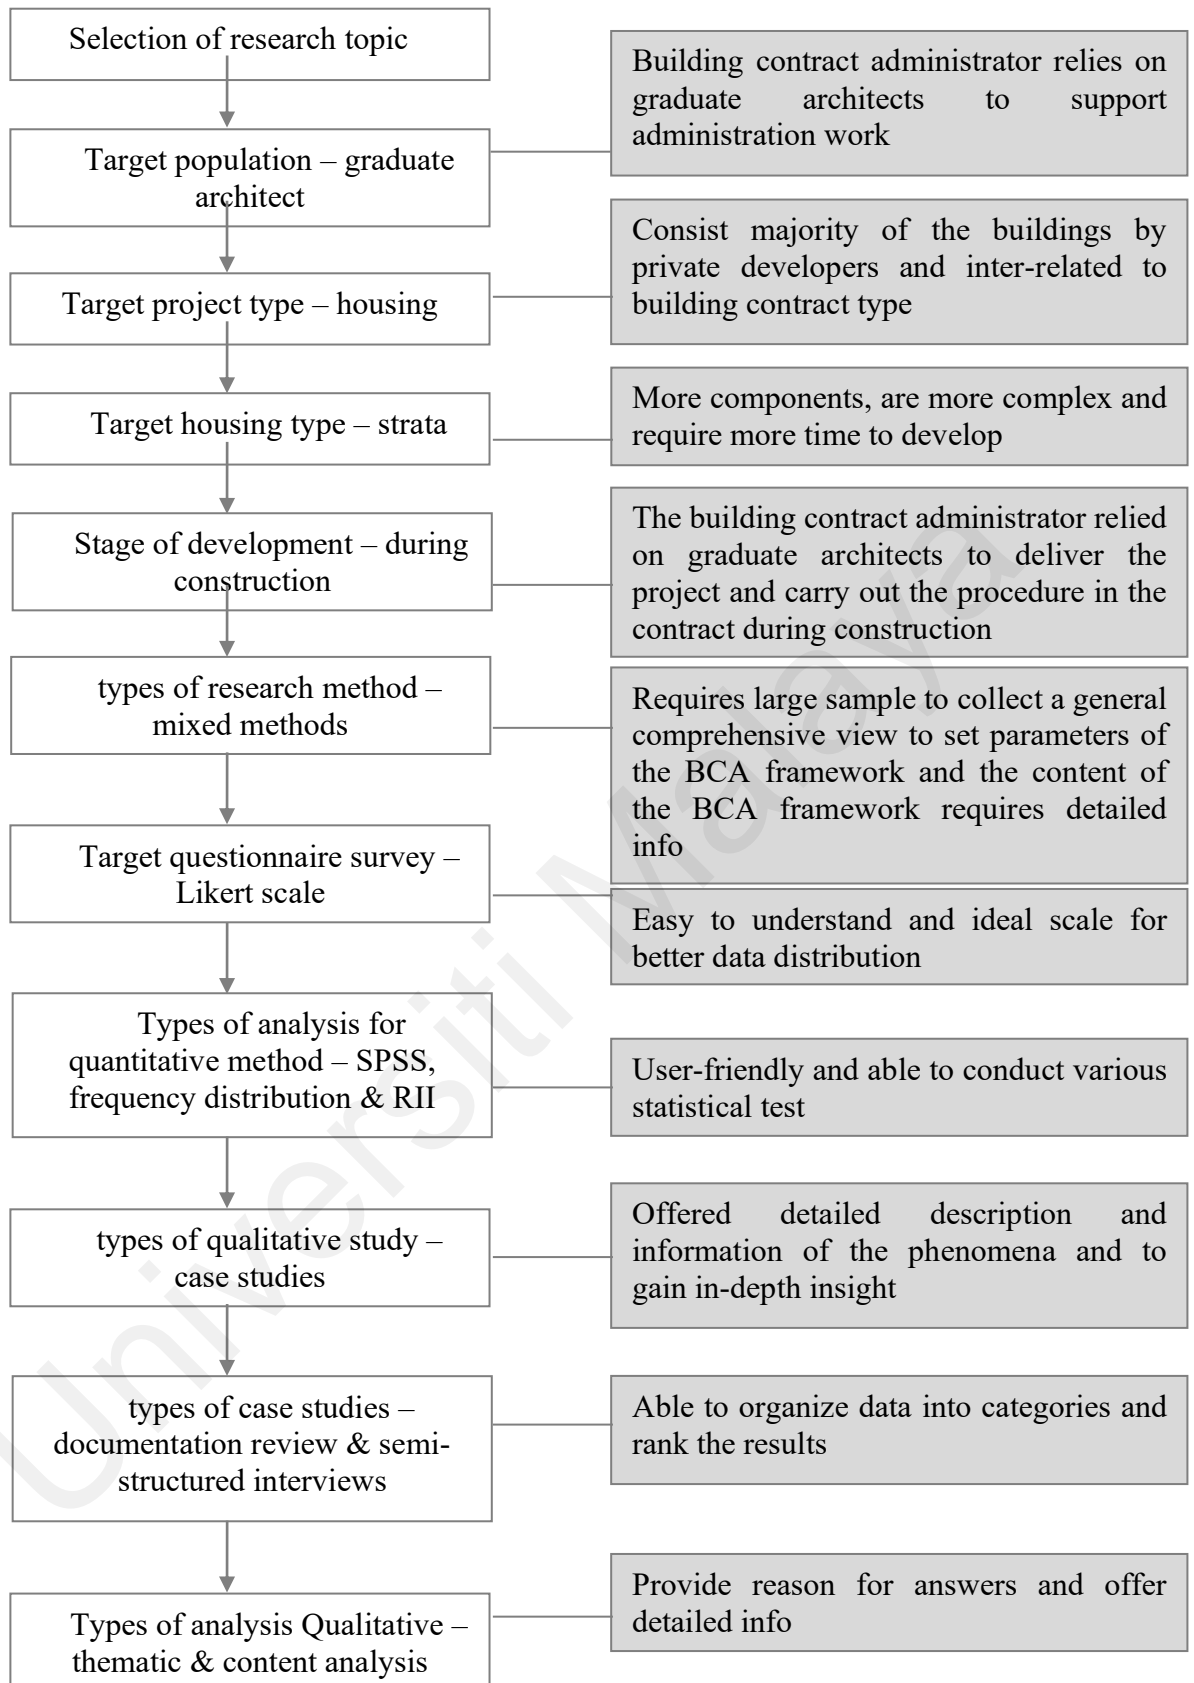 Selection of research topic
Building contract administrator relies on
graduate architects to support
administration work
Target population – graduate
architect
Consist majority of the buildings by
private developers and inter-related to
building contract type
Target project type – housing
More components, are more complex and
require more time to develop
Target housing type – strata
The building contract administrator relied
on graduate architects to deliver the
project and carry out the procedure in the
contract during construction
Stage of development – during
construction
types of research method –
mixed methods
Requires large sample to collect a general
comprehensive view to set parameters of
the BCA framework and the content of
the BCA framework requires detailed
info
Target questionnaire survey –
Likert scale
Easy to understand and ideal scale for
better data distribution
Types of analysis for
quantitative method – SPSS,
frequency distribution & RII
User-friendly and able to conduct various
statistical test
types of qualitative study –
case studies
Offered detailed description and
information of the phenomena and to
gain in-depth insight
types of case studies –
documentation review & semi-
structured interviews
Able to organize data into categories and
rank the results
Types of analysis Qualitative –
thematic & content analysis
Provide reason for answers and offer
detailed info
Universiti Malaya